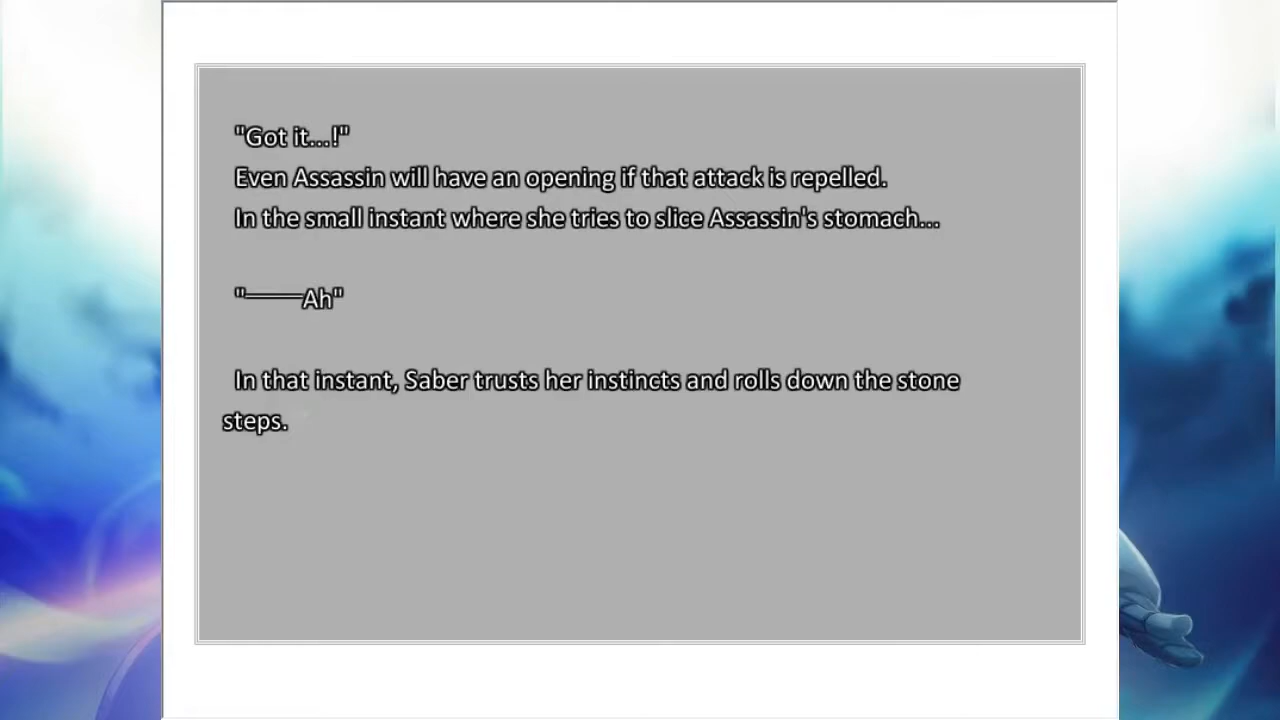 "Got it...!"
Even Assassin will have an opening if that attack is repelled.
In the small instant where she tries to slice Assassin's stomach...
"———Ah"
In that instant, Saber trusts her instincts and rolls down the stone
steps.